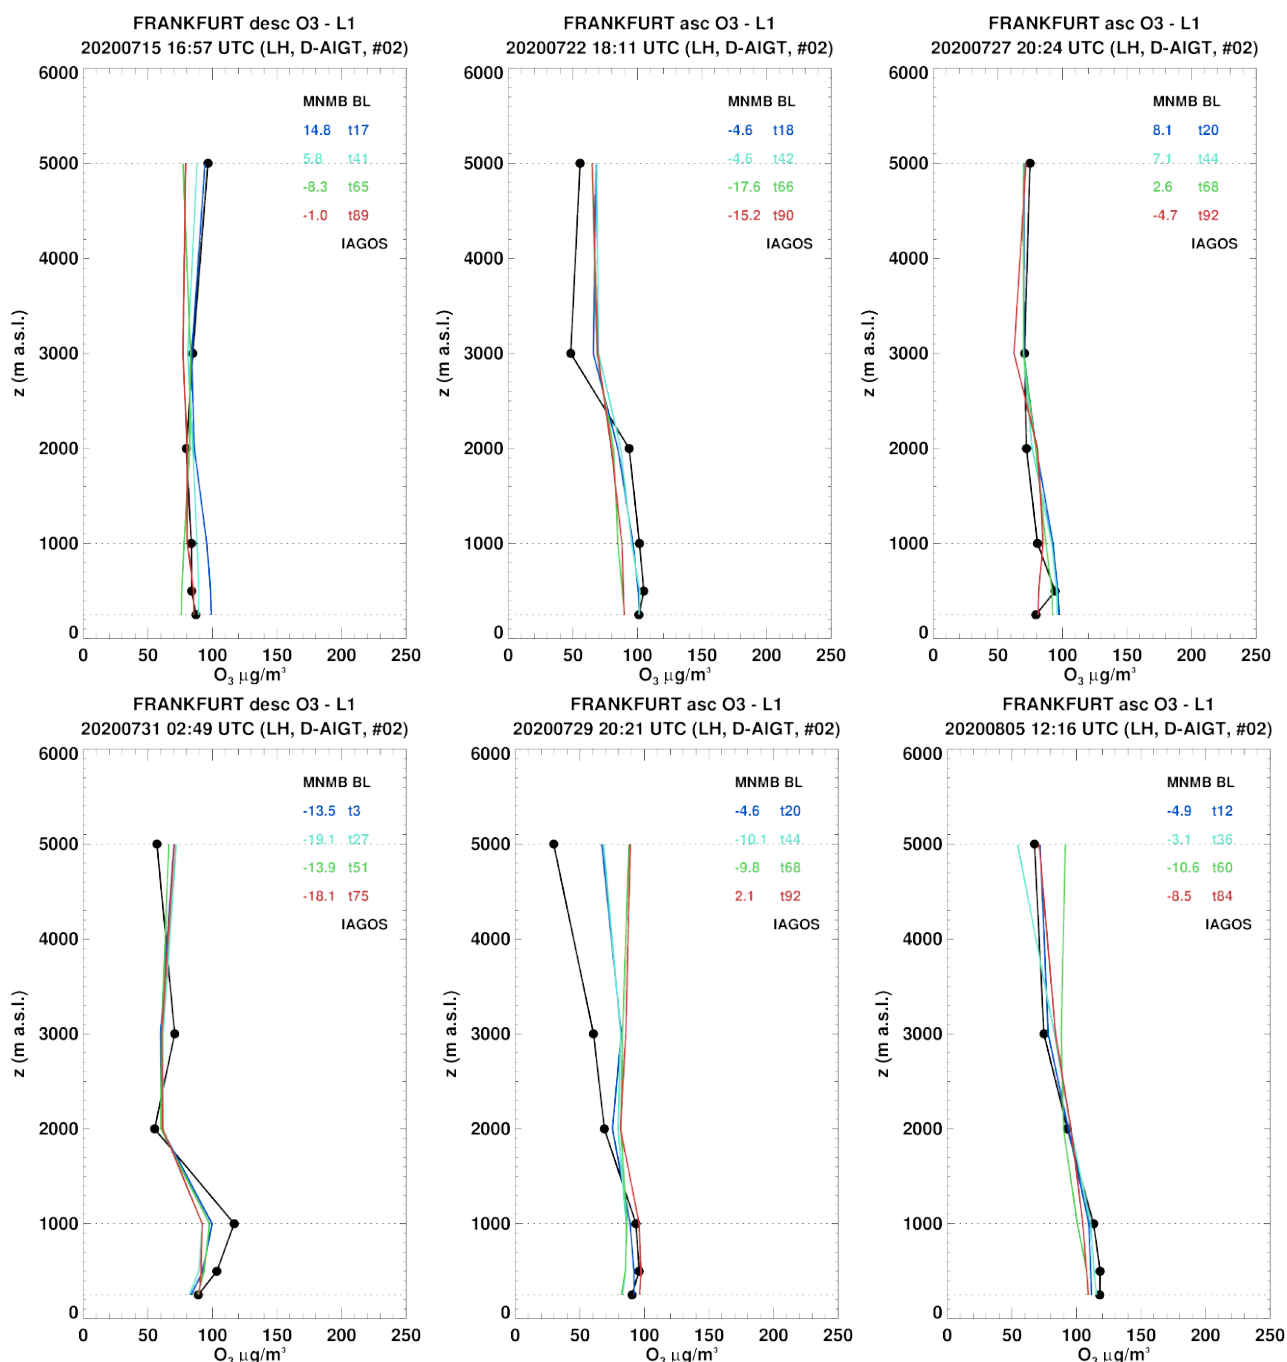 FRANKFURT desc O3 - L1
20200715 16:57 UTC (LH, D-AIGT, #02)
6000
MNMB BL
14.8 t17
5000
5.8 t41
-8.3 t65
-1.0 t89
IAGOS
4000
z (m a.s.l.)
3000
2000
1000
0
0 50 100 150 200 250
O3 µg/m³
FRANKFURT asc O3 - L1
20200722 18:11 UTC (LH, D-AIGT, #02)
6000
MNMB BL
-4.6 t18
5000
-4.6 t42
-17.6 t66
-15.2 t90
IAGOS
4000
z (m a.s.l.)
3000
2000
1000
0
0 50 100 150 200 250
O3 µg/m³
FRANKFURT asc O3 - L1
20200727 20:24 UTC (LH, D-AIGT, #02)
6000
MNMB BL
8.1 t20
5000
7.1 t44
2.6 t68
-4.7 t92
IAGOS
4000
z (m a.s.l.)
3000
2000
1000
0
0 50 100 150 200 250
O3 µg/m³
FRANKFURT desc O3 - L1
20200731 02:49 UTC (LH, D-AIGT, #02)
6000
MNMB BL
-13.5 t3
5000
-19.1 t27
-13.9 t51
-18.1 t75
IAGOS
4000
z (m a.s.l.)
3000
2000
1000
0
0 50 100 150 200 250
O3 µg/m³
FRANKFURT asc O3 - L1
20200729 20:21 UTC (LH, D-AIGT, #02)
6000
MNMB BL
-4.6 t20
5000
-10.1 t44
-9.8 t68
2.1 t92
IAGOS
4000
z (m a.s.l.)
3000
2000
1000
0
0 50 100 150 200 250
O3 µg/m³
FRANKFURT asc O3 - L1
20200805 12:16 UTC (LH, D-AIGT, #02)
6000
MNMB BL
-4.9 t12
5000
-3.1 t36
-10.6 t60
-8.5 t84
IAGOS
4000
z (m a.s.l.)
3000
2000
1000
0
0 50 100 150 200 250
O3 µg/m³